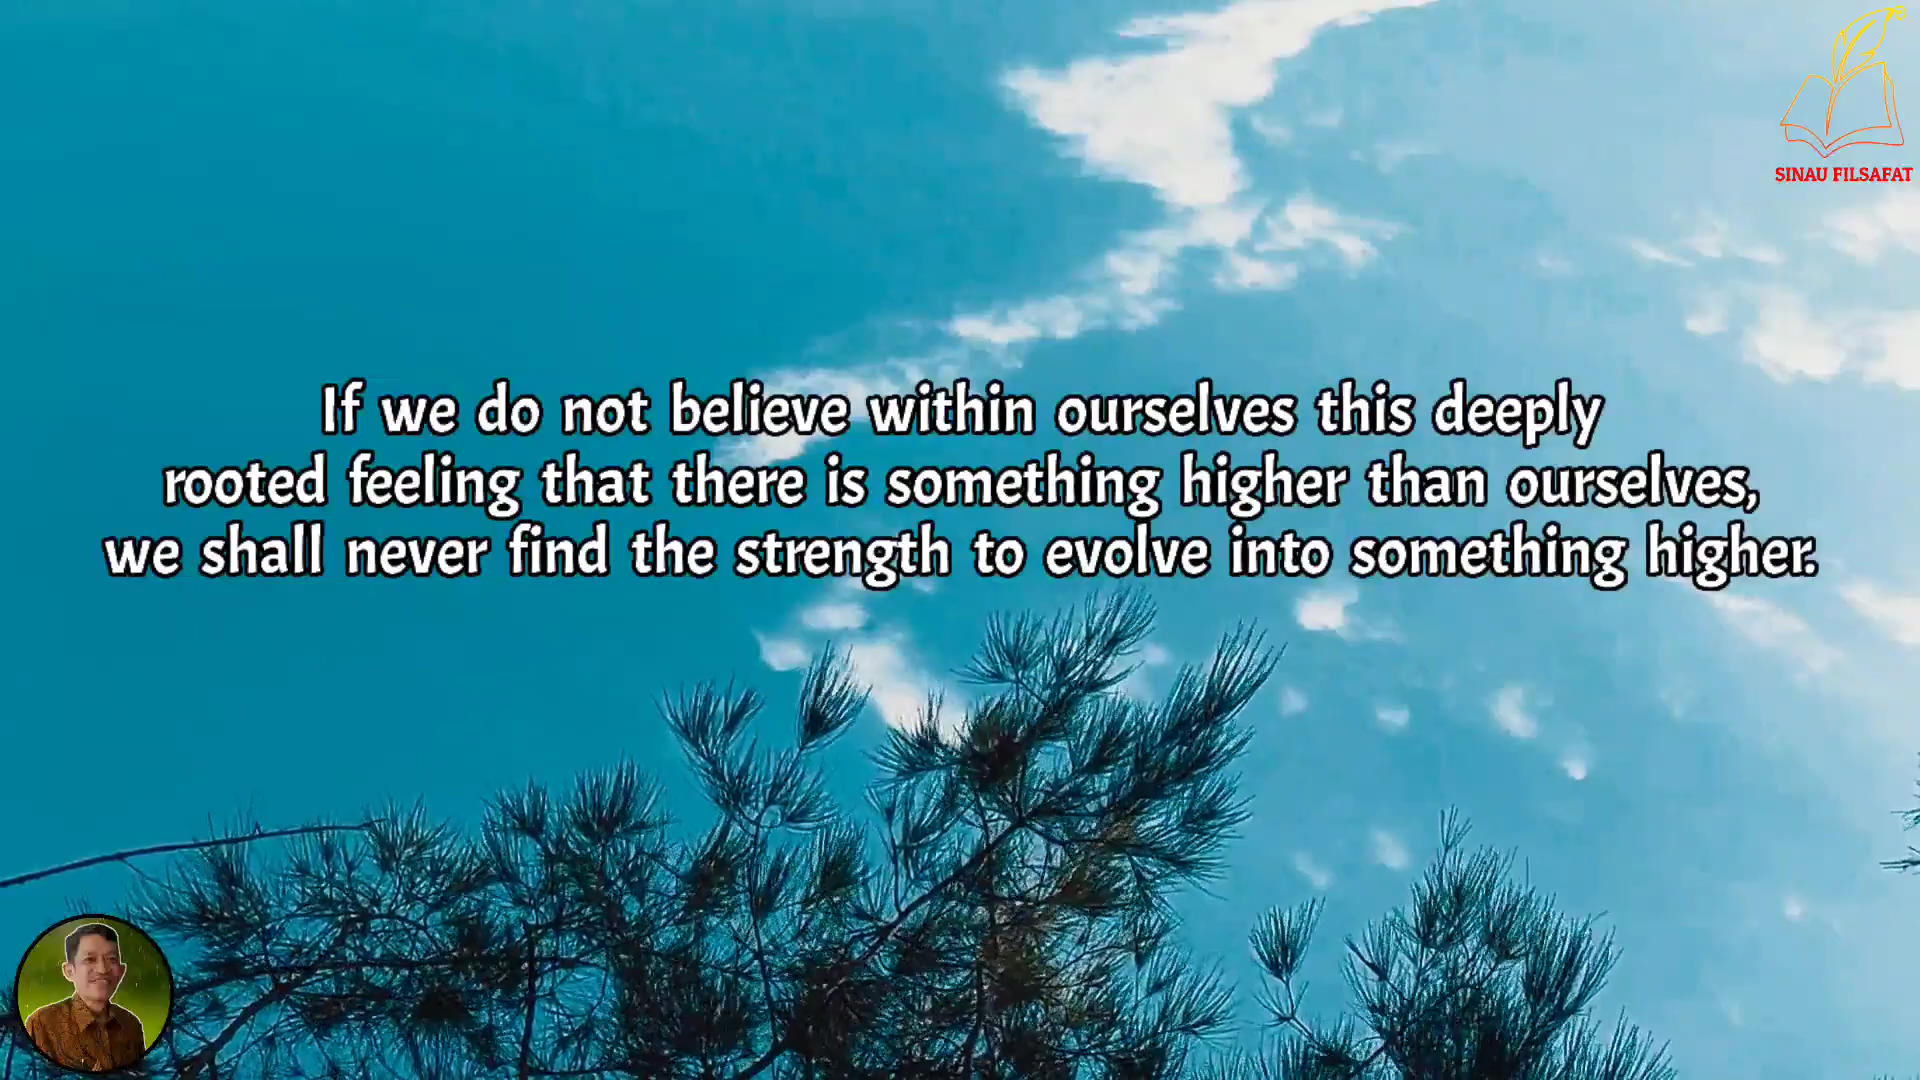 SINAU FILSAFAT
If we do not believe within ourselves this deeply
rooted feeling that there is something higher than ourselves,
we shall never find the strength to evolve into something higher.